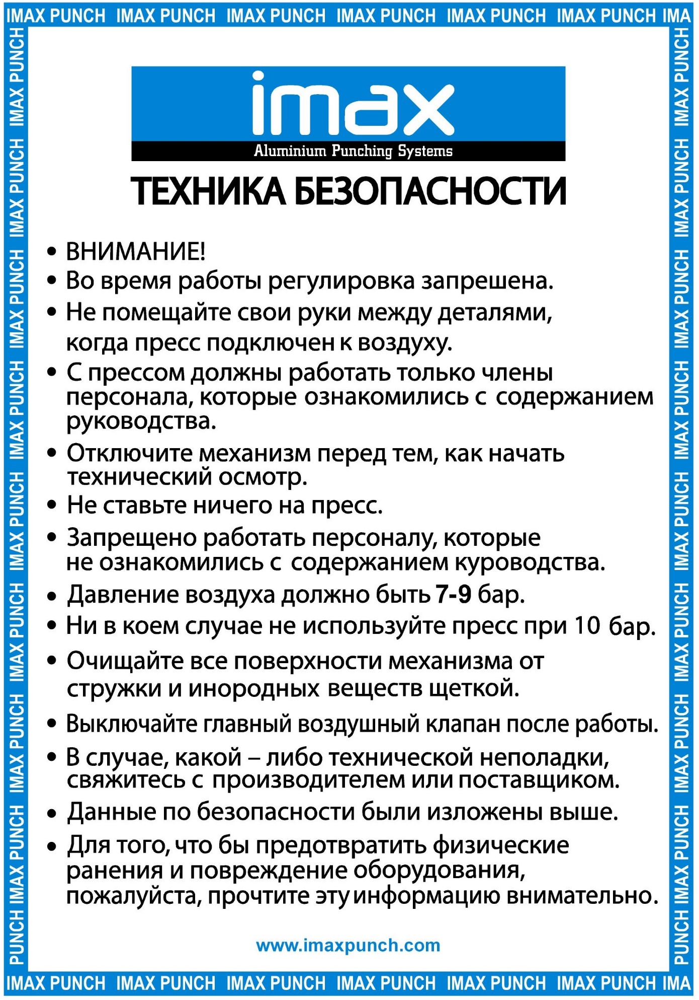 IMAX PUNCH IMAX PUNCH IMAX PUNCH IMAX PUNCH IMAX PUNCH IMAX PUNCH IMA
IMAX PUNCH IMAX PUNCH IMAX PUNCH IMAX PUNCH IMAX PUNCH IMAX PUNCH IMAX PUNCH IMAX PUNCH PUNCH
imax
Aluminium Punching Systems
ТЕХНИКА БЕЗОПАСНОСТИ
• ВНИМАНИЕ!
• Во время работы регулировка запрешена.
• Не помещайте свои руки между деталями,
когда пресс подключен к воздуху.
• С прессом должны работать только члены
персонала, которые ознакомились с содержанием
руководства.
• Отключите механизм перед тем, как начать
технический осмотр.
• Не ставьте ничего на пресс.
• Запрещено работать персоналу, которые
не ознакомились с содержанием куроводства.
• Давление воздуха должно быть 7-9 бар.
• Ни в коем случае не используйте пресс при 10 бар.
• Очищайте все поверхности механизма от
стружки и инородных веществ щеткой.
• Выключайте главный воздушный клапан после работы.
• В случае, какой – либо технической неполадки,
свяжитесь с производителем или поставщиком.
• Данные по безопасности были изложены выше.
• Для того, что бы предотвратить физические
ранения и повреждение оборудования,
пожалуйста, прочтите эту информацию внимательно.
www.imaxpunch.com
IMAX PUNCH IMAX PUNCH IMAX PUNCH IMAX PUNCH IMAX PUNCH IMAX PUNCH IMAX PUNCH IMAX PUNCH PUNCH
IMAX PUNCH IMAX PUNCH IMAX PUNCH IMAX PUNCH IMAX PUNCH IMAX PUNCH IMA